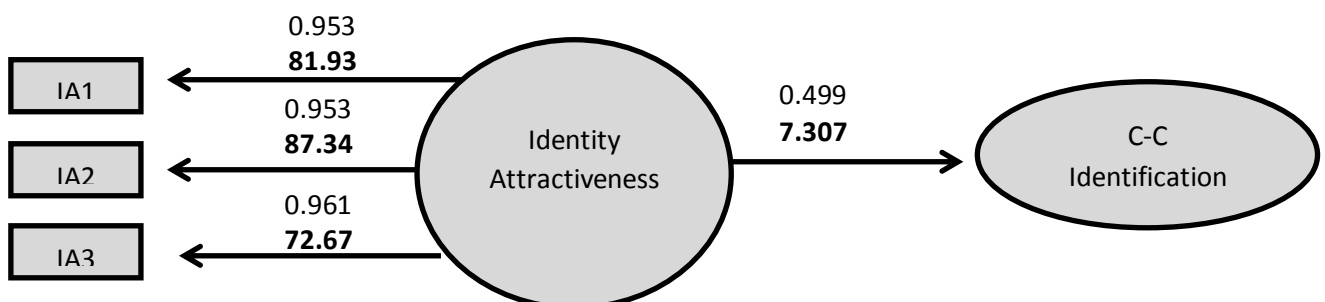 0.953
81.93
IA1
0.953
87.34
IA2
0.961
72.67
IA3
Identity
Attractiveness
0.499
7.307
C-C
Identification